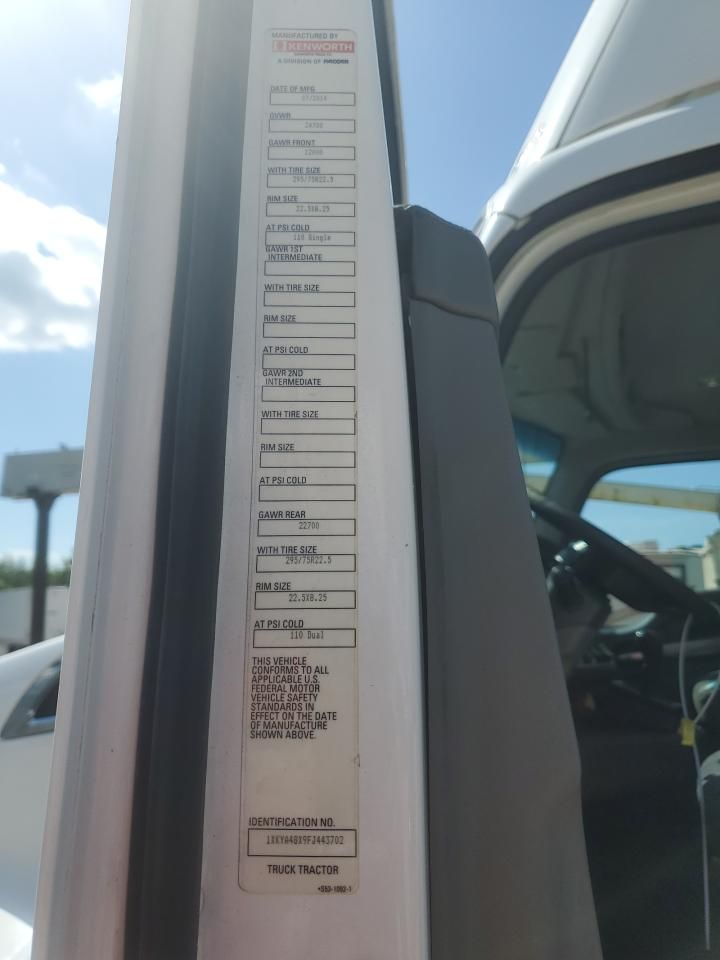 MANUFACTURED BY
KENWORTH
A DIVISION OF PACCAR
DATE OF MFG
07/2014
GVWR
GAWR FRONT
12000
WITH TIRE SIZE
295/75R22.5
RIM SIZE
22.5X8.25
AT PSI COLD
110 Single
GAWR 1ST
INTERMEDIATE
WITH TIRE SIZE
RIM SIZE
AT PSI COLD
GAWR 2ND
INTERMEDIATE
WITH TIRE SIZE
RIM SIZE
AT PSI COLD
GAWR REAR
22700
WITH TIRE SIZE
295/75R22.5
RIM SIZE
22.5X8.25
AT PSI COLD
110 Dual
THIS VEHICLE
CONFORMS TO ALL
APPLICABLE U.S.
FEDERAL MOTOR
VEHICLE SAFETY
STANDARDS IN
EFFECT ON THE DATE
OF MANUFACTURE
SHOWN ABOVE.
IDENTIFICATION NO.
1XKYA48X9FJ443702
TRUCK TRACTOR
S53-1092-1